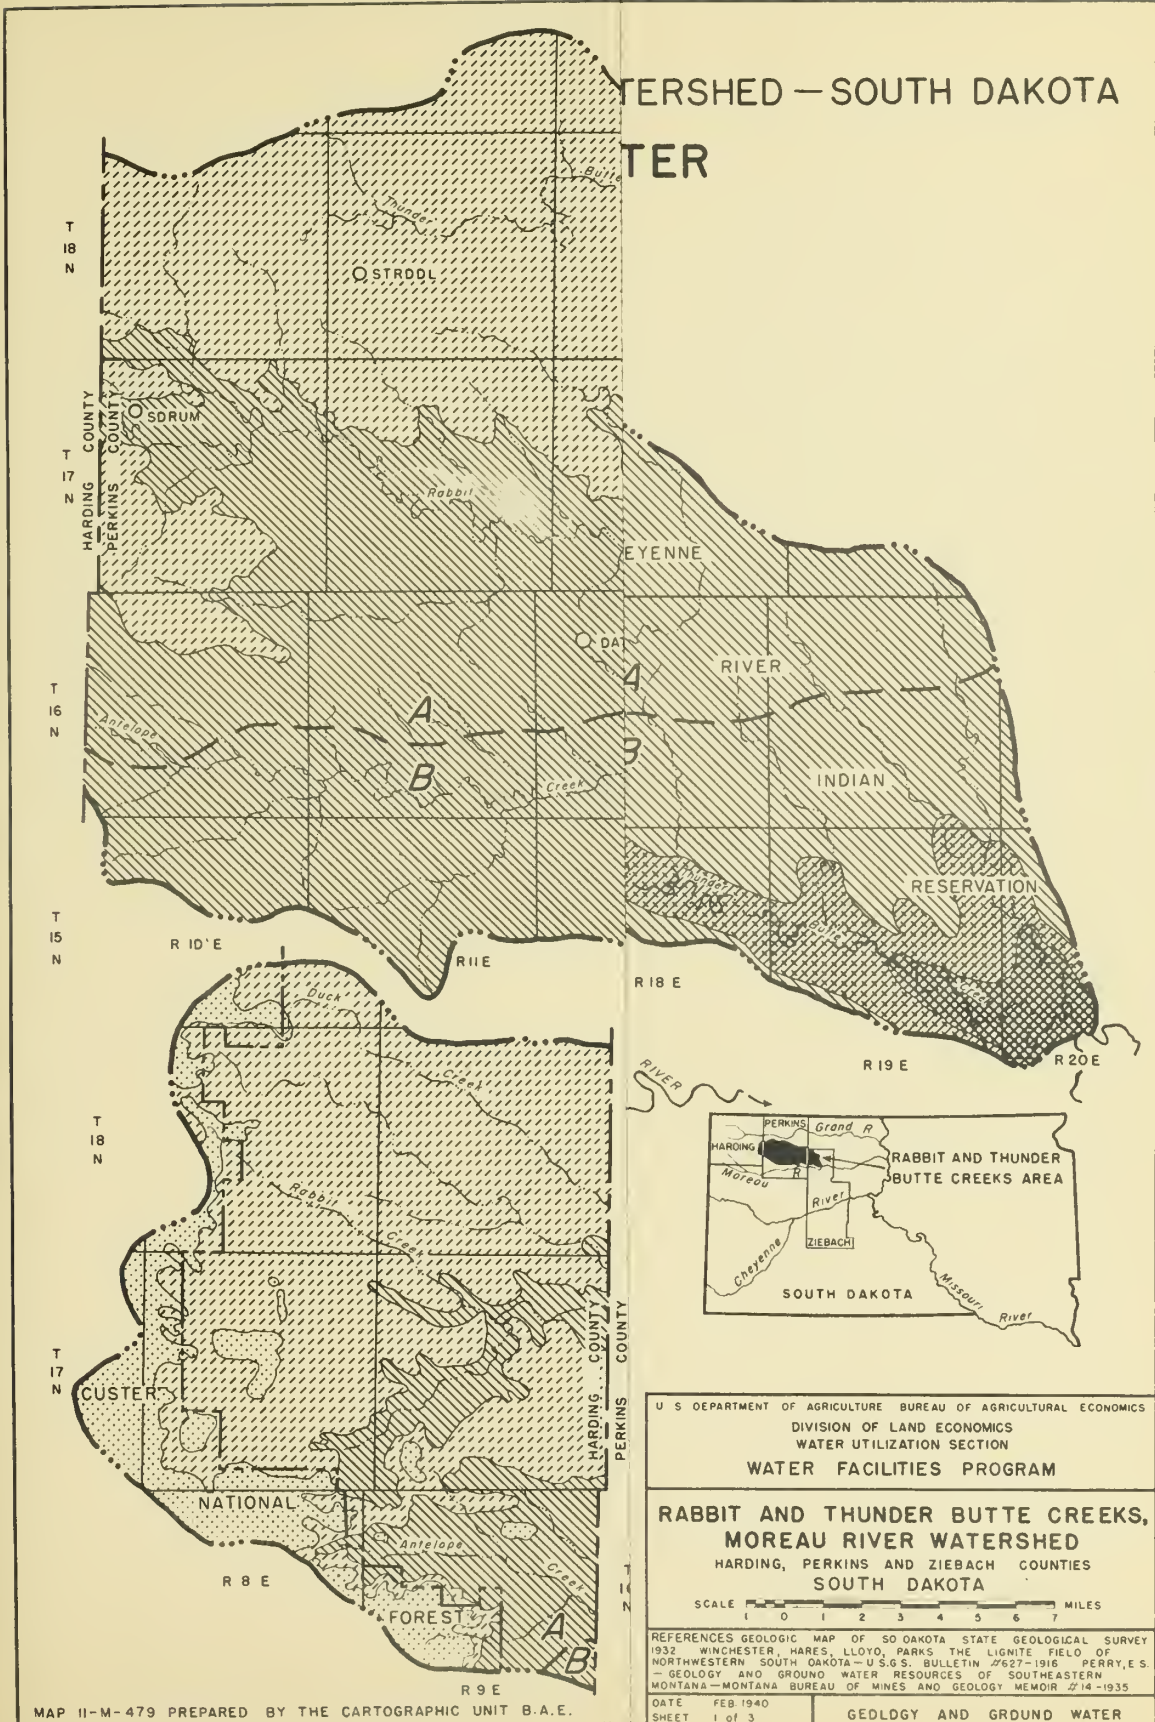 TERSHED — SOUTH DAKOTA
TER
Butte
Thunder
T
18
N
STRDDL
SDRUM
HARDING COUNTY
PERKINS COUNTY
T
17
N
Rabbit
EYENNE
DAT
RIVER
A
A
T
16
N
Antelope
B
B
Creek
INDIAN
Thunder
RESERVATION
Butte
Creek
T
15
N
R 10 E
R 11 E
R 18 E
R 19 E
R 20 E
Duck
Creek
RIVER
T
18
N
Rabbit
Creek
PERKINS
Grand R
HARDING
RABBIT AND THUNDER
BUTTE CREEKS AREA
Moreau
R
River
ZIEBACH
Cheyenne
Missouri
SOUTH DAKOTA
River
T
17
N
CUSTER
HARDING COUNTY
PERKINS COUNTY
NATIONAL
Antelope
Creek
R 8 E
FOREST
A
B
R 9 E
U S DEPARTMENT OF AGRICULTURE BUREAU OF AGRICULTURAL ECONOMICS
DIVISION OF LAND ECONOMICS
WATER UTILIZATION SECTION
WATER FACILITIES PROGRAM
RABBIT AND THUNDER BUTTE CREEKS,
MOREAU RIVER WATERSHED
HARDING, PERKINS AND ZIEBACH COUNTIES
SOUTH DAKOTA
SCALE 1 0 1 2 3 4 5 6 7 MILES
REFERENCES GEOLOGIC MAP OF SO DAKOTA STATE GEOLOGICAL SURVEY
1932 WINCHESTER, HARES, LLOYD, PARKS THE LIGNITE FIELD OF
NORTHWESTERN SOUTH DAKOTA — U.S.G.S. BULLETIN #627-1916 PERRY, E S.
— GEOLOGY AND GROUND WATER RESOURCES OF SOUTHEASTERN
MONTANA — MONTANA BUREAU OF MINES AND GEOLOGY MEMOIR #14-1935
DATE FEB. 1940
SHEET 1 of 3
GEOLDGY AND GRDUND WATER
MAP II-M-479 PREPARED BY THE CARTOGRAPHIC UNIT B.A.E.